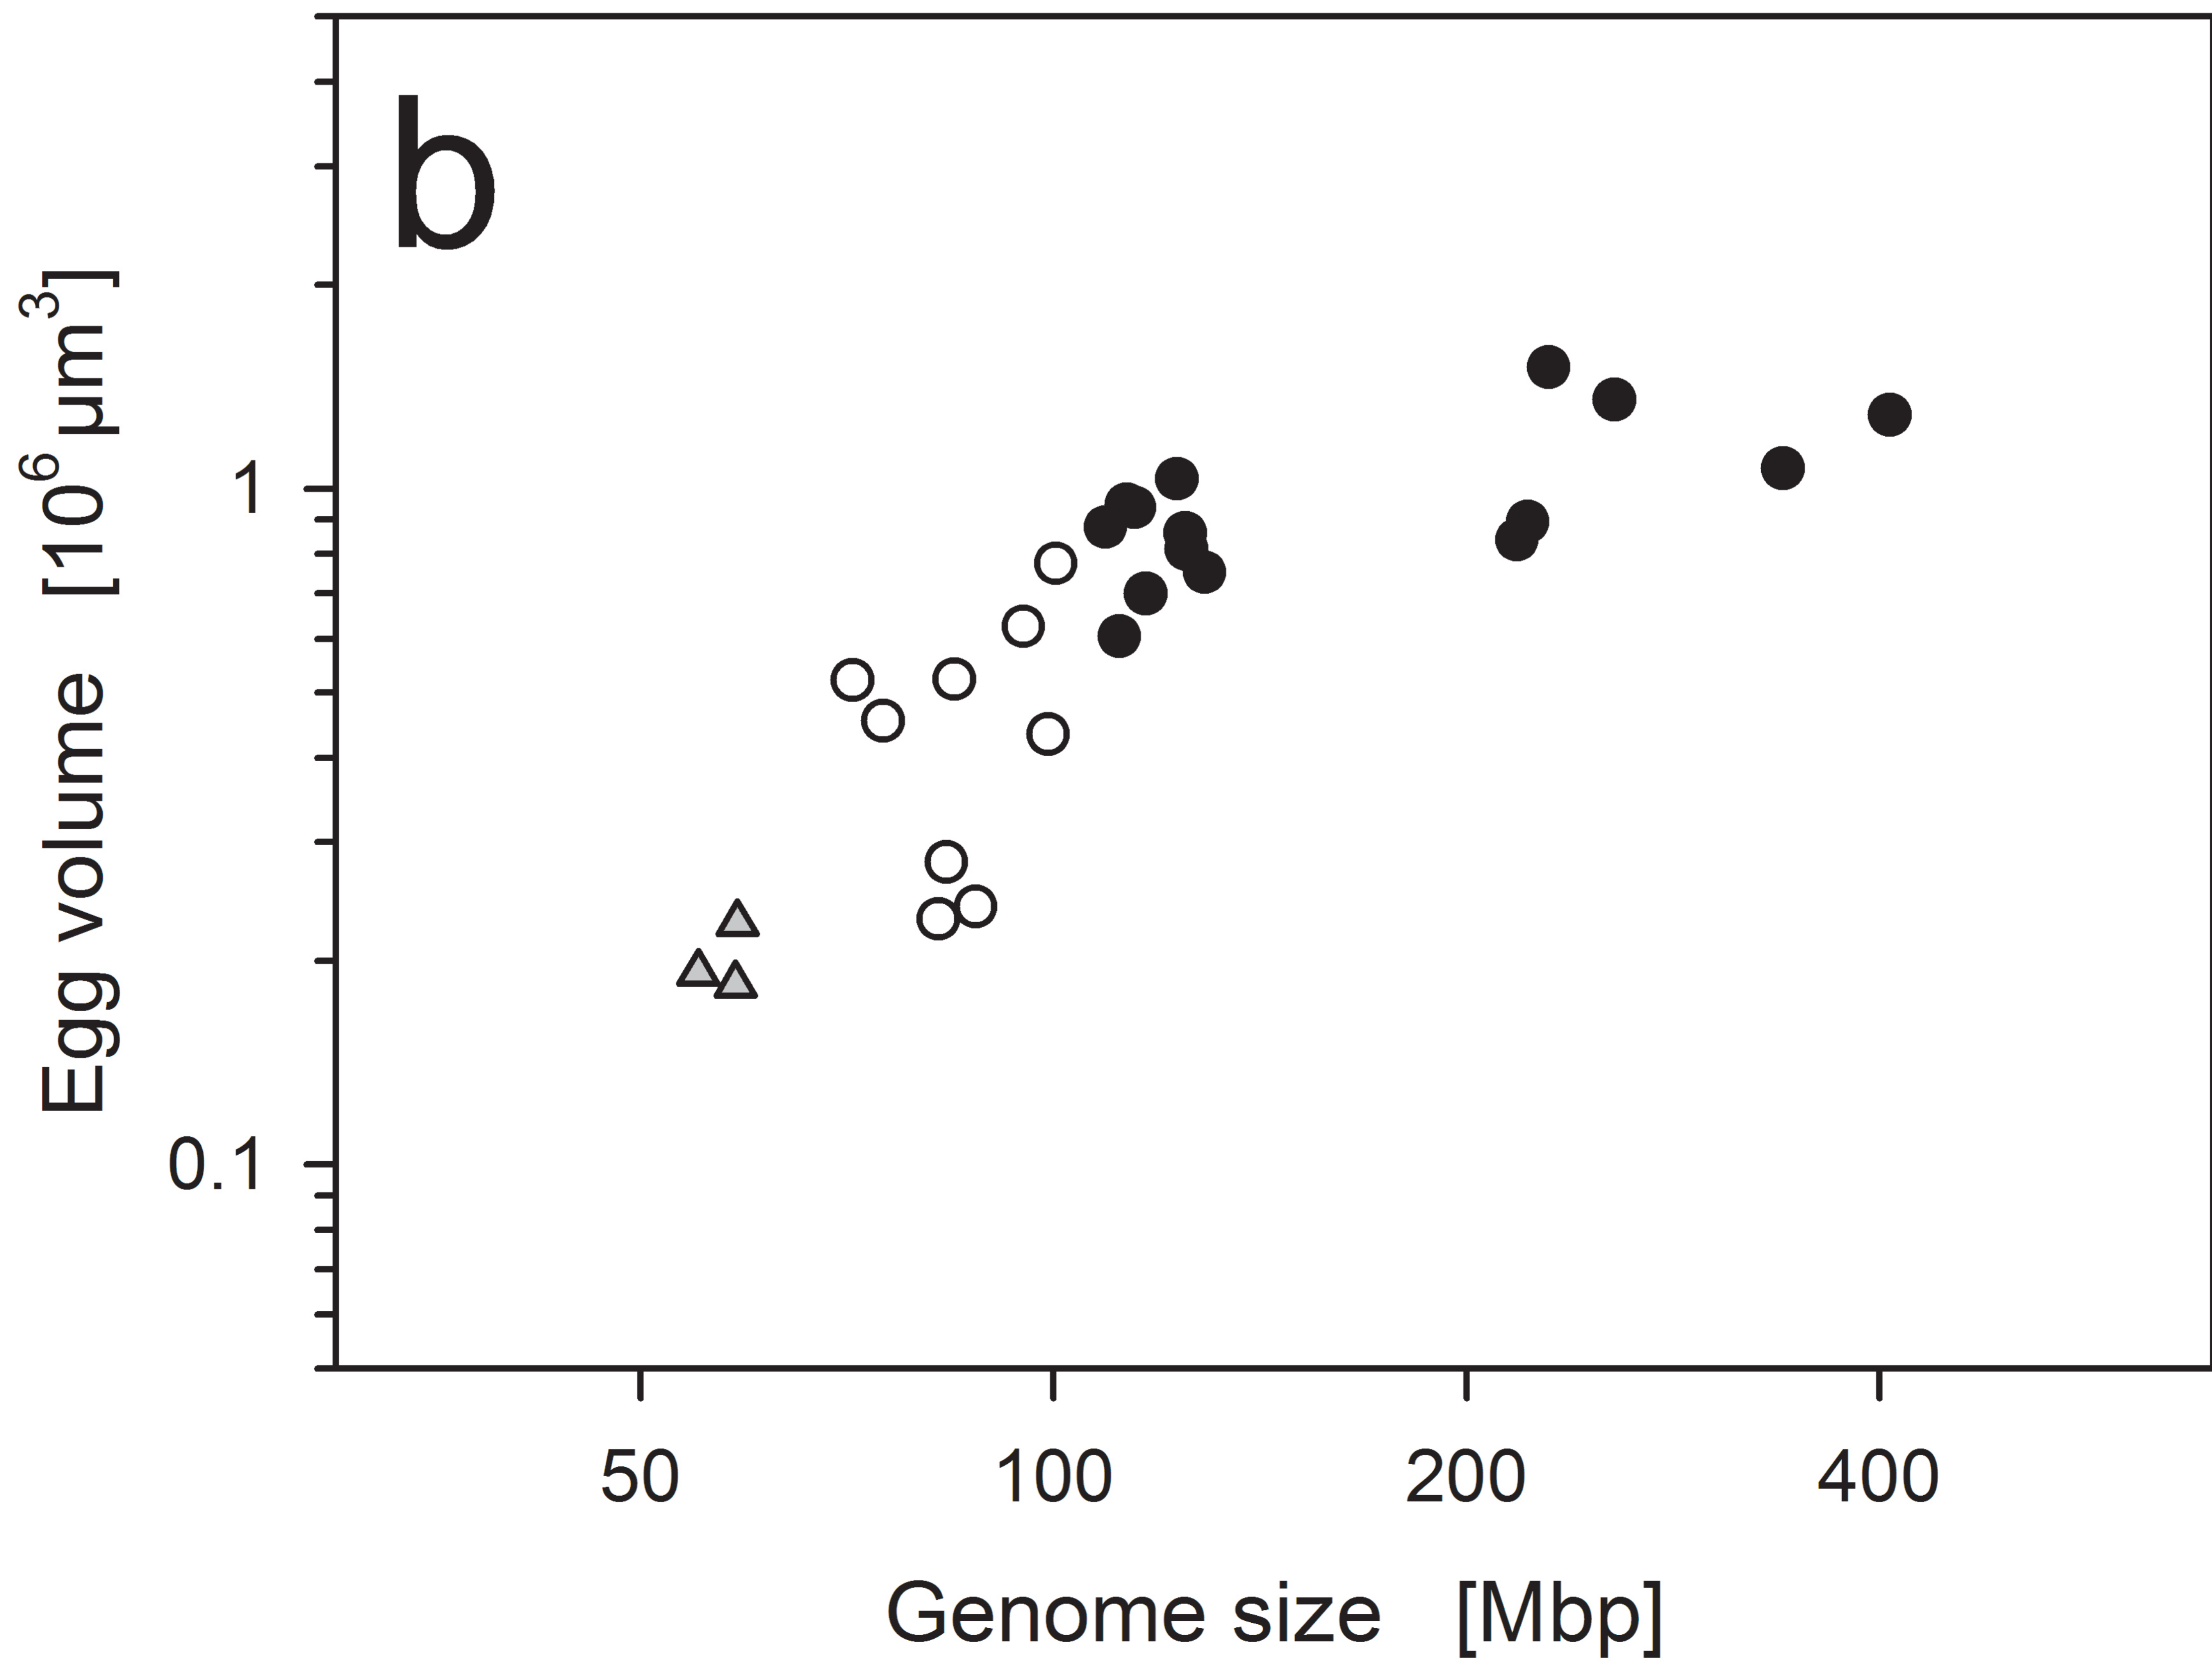 b
Egg volume [10⁶ µm³]
1
0.1
50 100 200 400
Genome size [Mbp]